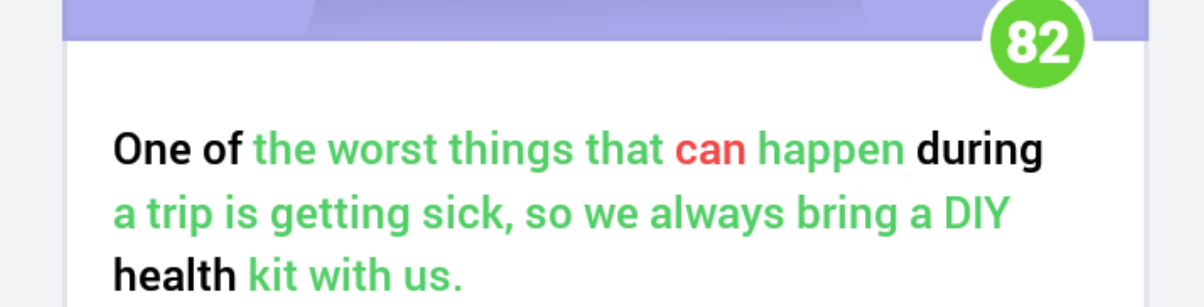 82
One of the worst things that can happen during
a trip is getting sick, so we always bring a DIY
health kit with us.